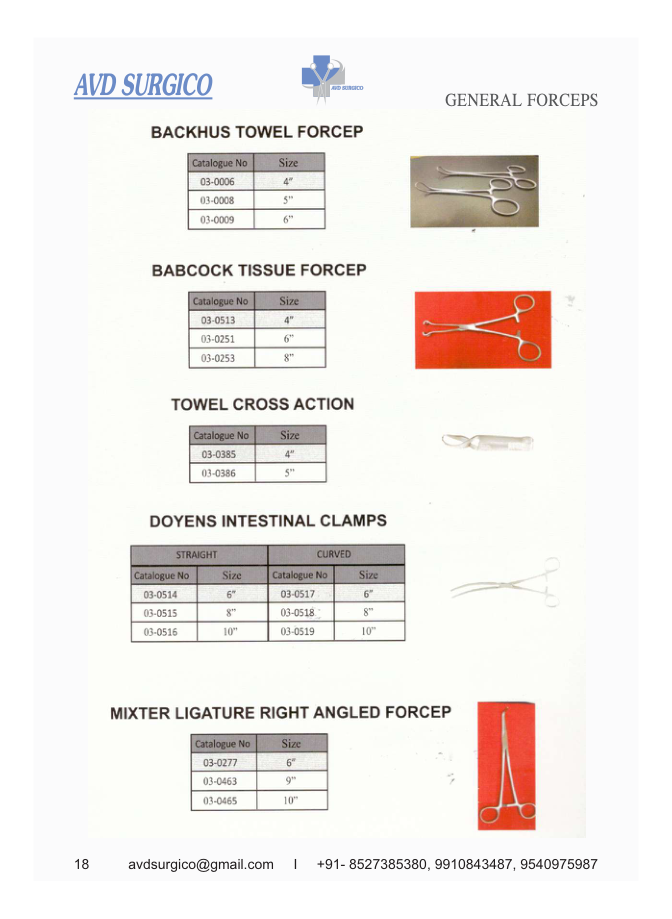 AVD SURGICO
AVD SURGICO
GENERAL FORCEPS
BACKHUS TOWEL FORCEP
Catalogue No Size
03-0006 4"
03-0008 5"
03-0009 6"
BABCOCK TISSUE FORCEP
Catalogue No Size
03-0513 4"
03-0251 6"
03-0253 8"
TOWEL CROSS ACTION
Catalogue No Size
03-0385 4"
03-0386 5"
DOYENS INTESTINAL CLAMPS
STRAIGHT CURVED
Catalogue No Size Catalogue No Size
03-0514 6" 03-0517 6"
03-0515 8" 03-0518 8"
03-0516 10" 03-0519 10"
MIXTER LIGATURE RIGHT ANGLED FORCEP
Catalogue No Size
03-0277 6"
03-0463 9"
03-0465 10"
18 avdsurgico@gmail.com I +91- 8527385380, 9910843487, 9540975987